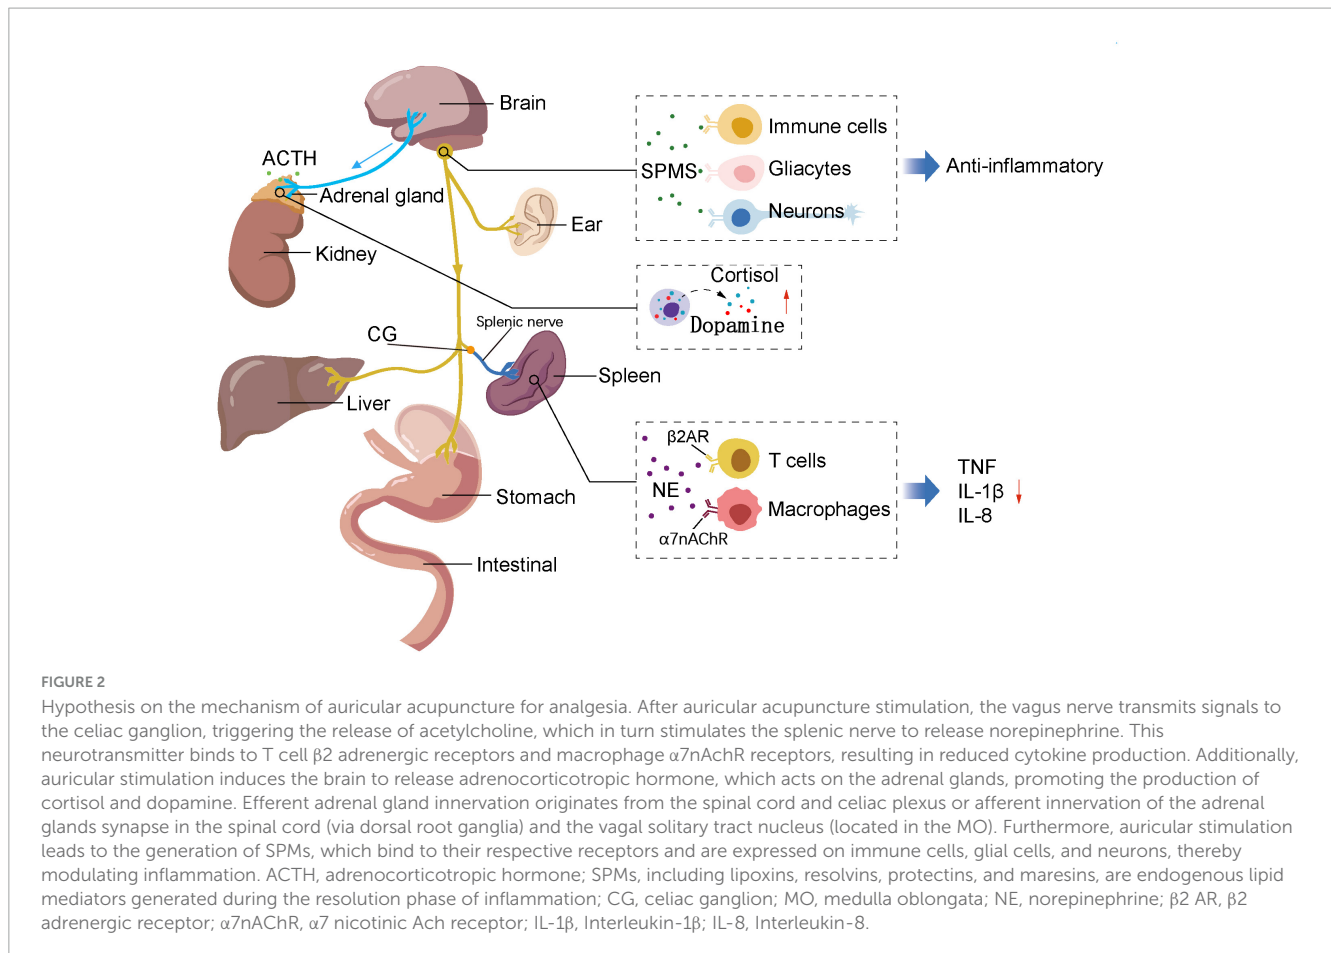 Brain
ACTH
Adrenal gland
Kidney
Ear
SPMS
Immune cells
Gliacytes
Neurons
Anti-inflammatory
Cortisol
Dopamine
CG
Splenic nerve
Liver
Spleen
Stomach
Intestinal
β2AR
NE
T cells
Macrophages
α7nAChR
TNF
IL-1β
IL-8
FIGURE 2
Hypothesis on the mechanism of auricular acupuncture for analgesia. After auricular acupuncture stimulation, the vagus nerve transmits signals to
the celiac ganglion, triggering the release of acetylcholine, which in turn stimulates the splenic nerve to release norepinephrine. This
neurotransmitter binds to T cell β2 adrenergic receptors and macrophage α7nAChR receptors, resulting in reduced cytokine production. Additionally,
auricular stimulation induces the brain to release adrenocorticotropic hormone, which acts on the adrenal glands, promoting the production of
cortisol and dopamine. Efferent adrenal gland innervation originates from the spinal cord and celiac plexus or afferent innervation of the adrenal
glands synapse in the spinal cord (via dorsal root ganglia) and the vagal solitary tract nucleus (located in the MO). Furthermore, auricular stimulation
leads to the generation of SPMs, which bind to their respective receptors and are expressed on immune cells, glial cells, and neurons, thereby
modulating inflammation. ACTH, adrenocorticotropic hormone; SPMs, including lipoxins, resolvins, protectins, and maresins, are endogenous lipid
mediators generated during the resolution phase of inflammation; CG, celiac ganglion; MO, medulla oblongata; NE, norepinephrine; β2 AR, β2
adrenergic receptor; α7nAChR, α7 nicotinic Ach receptor; IL-1β, Interleukin-1β; IL-8, Interleukin-8.